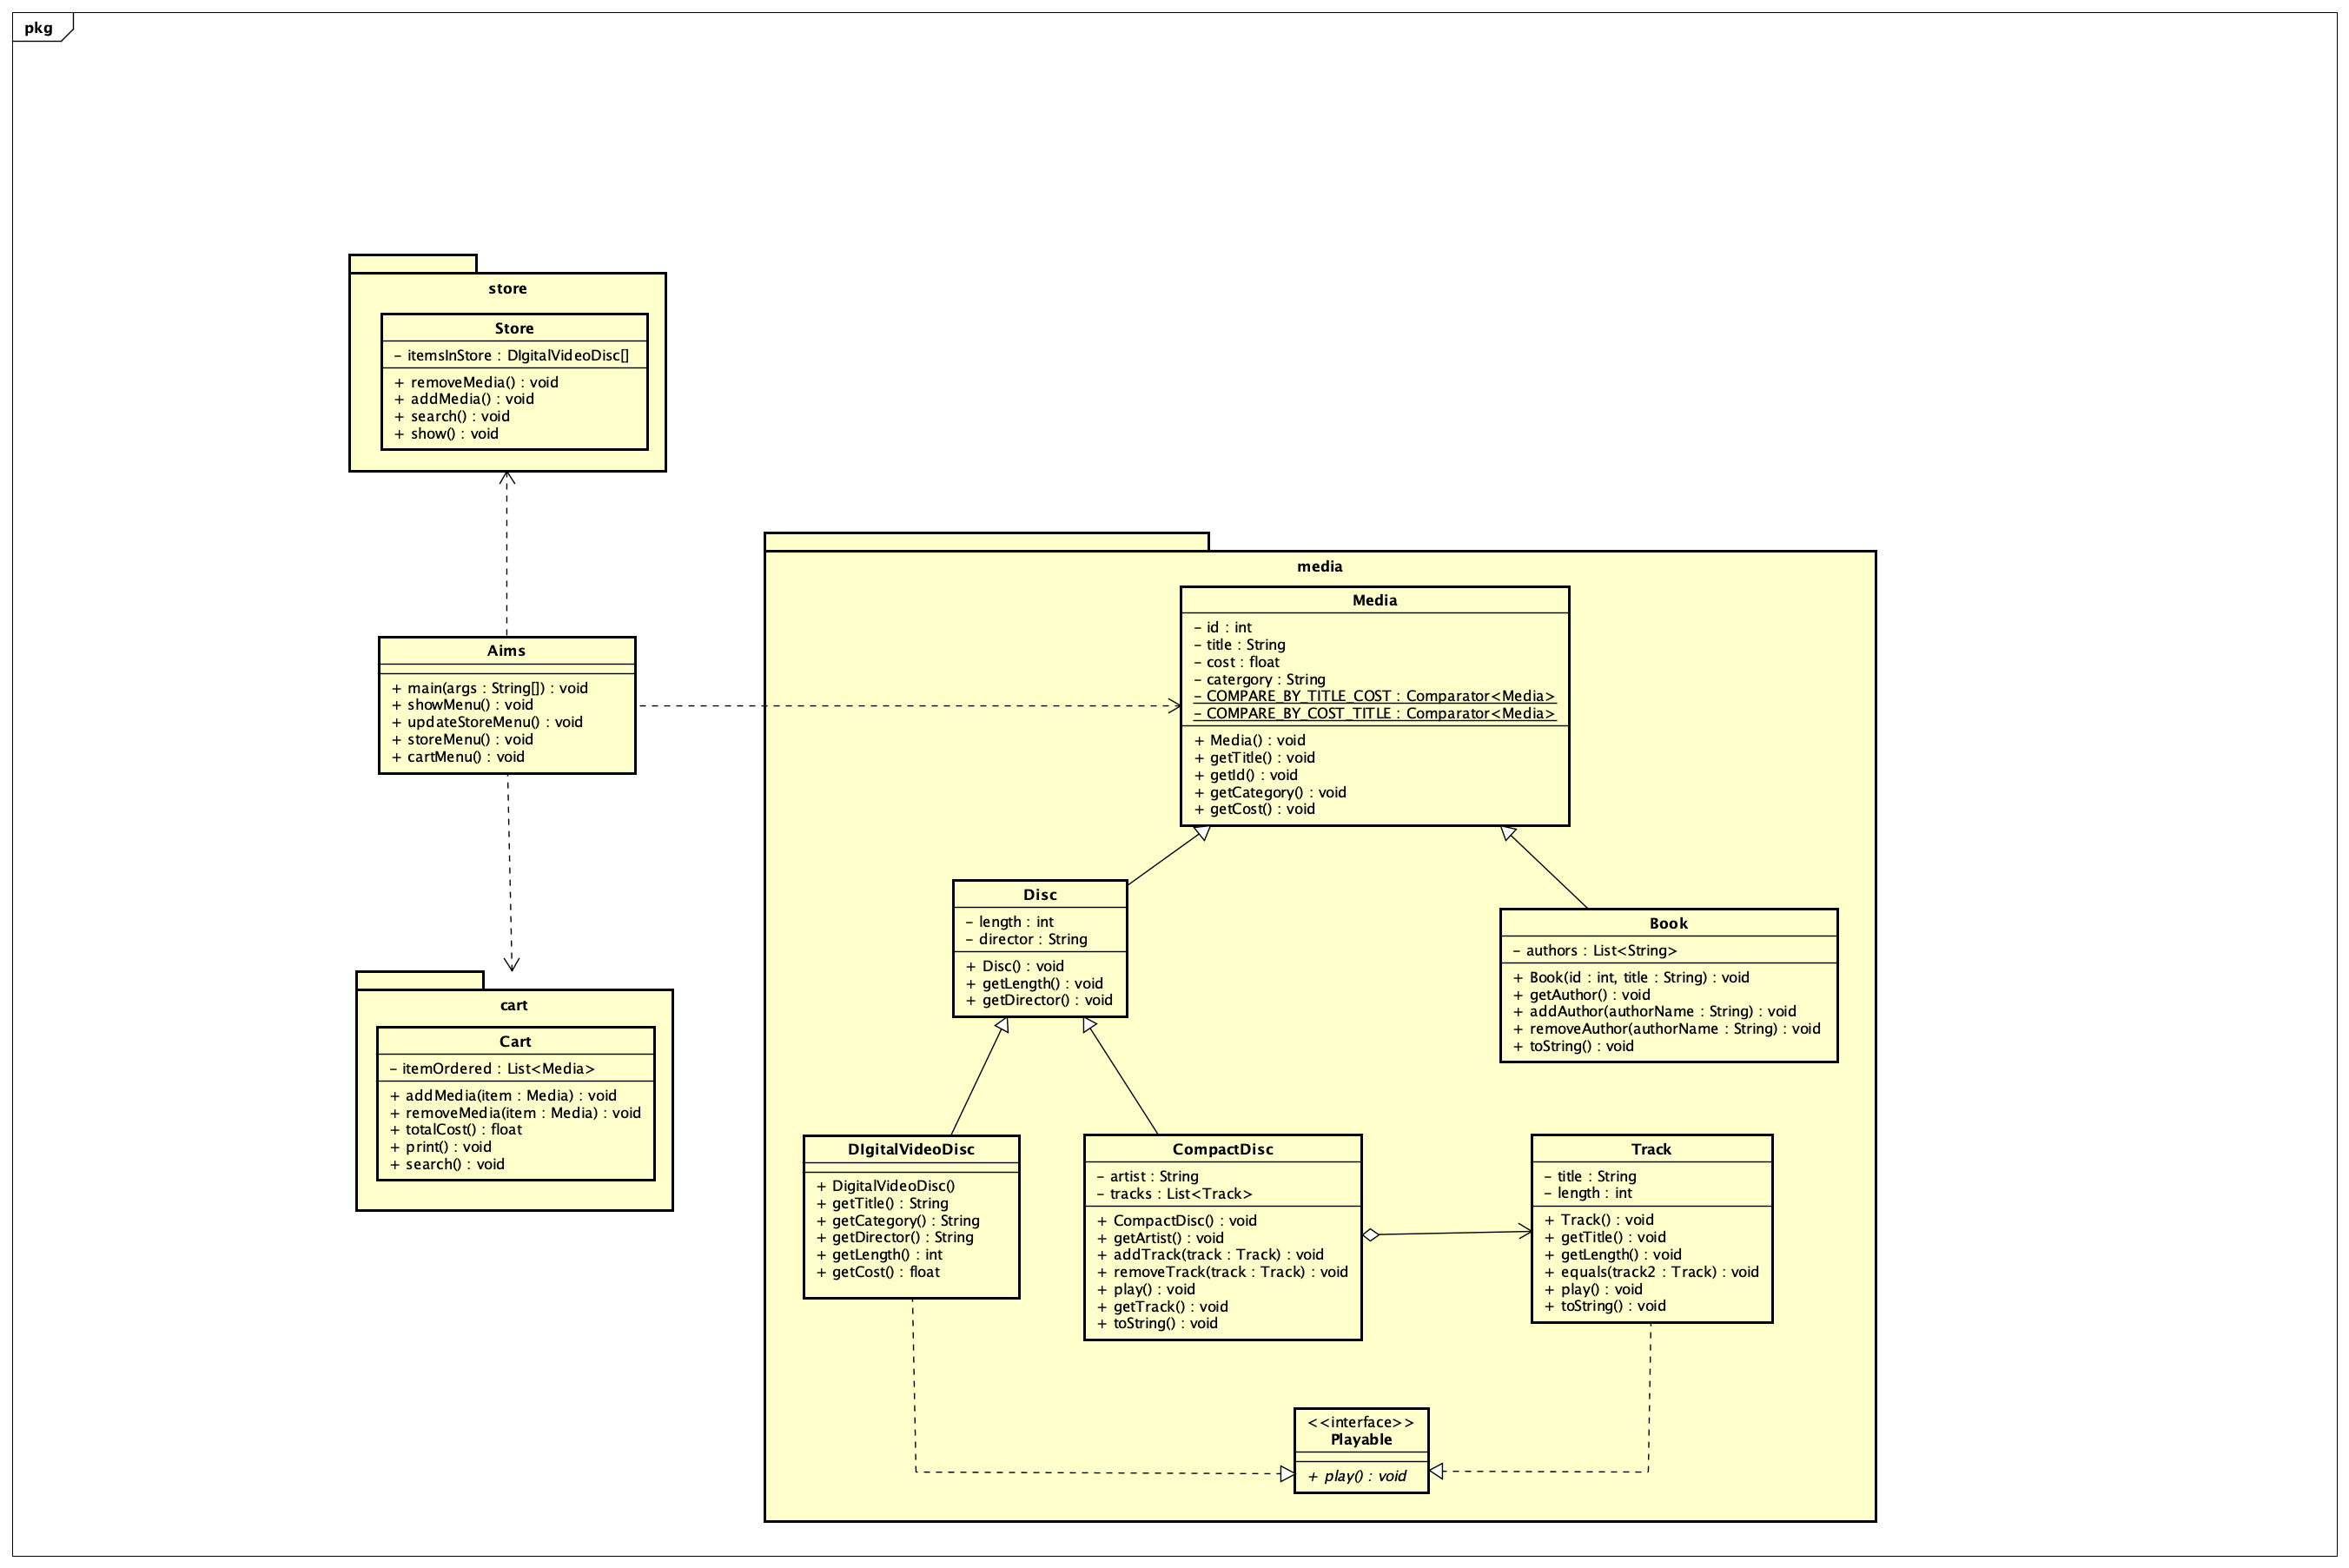 pkg
store
Store
- itemsInStore : DIgitalVideoDisc[]
+ removeMedia() : void
+ addMedia() : void
+ search() : void
+ show() : void
Aims
+ main(args : String[]) : void
+ showMenu() : void
+ updateStoreMenu() : void
+ storeMenu() : void
+ cartMenu() : void
cart
Cart
- itemOrdered : List<Media>
+ addMedia(item : Media) : void
+ removeMedia(item : Media) : void
+ totalCost() : float
+ print() : void
+ search() : void
media
Media
- id : int
- title : String
- cost : float
- catergory : String
- COMPARE_BY_TITLE_COST : Comparator<Media>
- COMPARE_BY_COST_TITLE : Comparator<Media>
+ Media() : void
+ getTitle() : void
+ getId() : void
+ getCategory() : void
+ getCost() : void
Disc
- length : int
- director : String
+ Disc() : void
+ getLength() : void
+ getDirector() : void
Book
- authors : List<String>
+ Book(id : int, title : String) : void
+ getAuthor() : void
+ addAuthor(authorName : String) : void
+ removeAuthor(authorName : String) : void
+ toString() : void
DIgitalVideoDisc
+ DigitalVideoDisc()
+ getTitle() : String
+ getCategory() : String
+ getDirector() : String
+ getLength() : int
+ getCost() : float
CompactDisc
- artist : String
- tracks : List<Track>
+ CompactDisc() : void
+ getArtist() : void
+ addTrack(track : Track) : void
+ removeTrack(track : Track) : void
+ play() : void
+ getTrack() : void
+ toString() : void
Track
- title : String
- length : int
+ Track() : void
+ getTitle() : void
+ getLength() : void
+ equals(track2 : Track) : void
+ play() : void
+ toString() : void
<<interface>>
Playable
+ play() : void